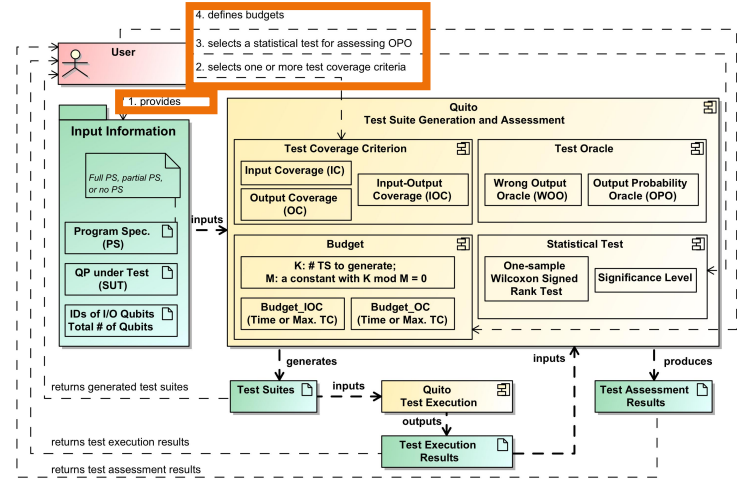 4. defines budgets
3. selects a statistical test for assessing OPO
2. selects one or more test coverage criteria
User
1. provides
Input Information
Full PS, partial PS,
or no PS
Program Spec.
(PS)
QP under Test
(SUT)
IDs of I/O Qubits
Total # of Qubits
inputs
Quito
Test Suite Generation and Assessment
Test Coverage Criterion
Input Coverage (IC)
Output Coverage
(OC)
Input-Output
Coverage (IOC)
Test Oracle
Wrong Output
Oracle (WOO)
Output Probability
Oracle (OPO)
Budget
K: # TS to generate;
M: a constant with K mod M = 0
Budget_IOC
(Time or Max. TC)
Budget_OC
(Time or Max. TC)
Statistical Test
One-sample
Wilcoxon Signed
Rank Test
Significance Level
generates
inputs
produces
returns generated test suites
Test Suites
inputs
Quito
Test Execution
Test Assessment
Results
outputs
returns test execution results
Test Execution
Results
returns test assessment results